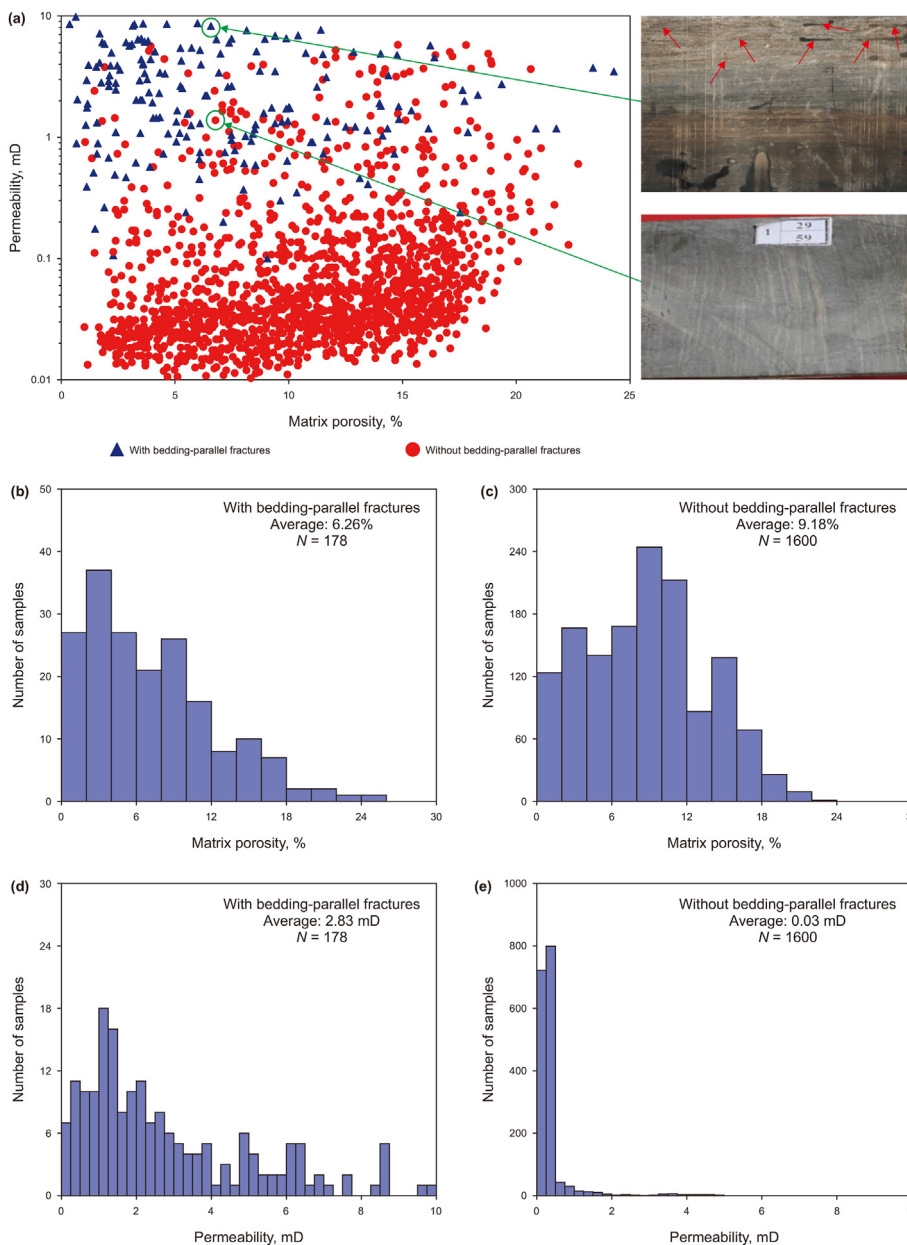 (a)
10
1
0.1
0.01
Permeability, mD
0
5
10
15
20
25
Matrix porosity, %
With bedding-parallel fractures
Without bedding-parallel fractures
1
29
59
(b)
50
40
30
20
10
0
Number of samples
With bedding-parallel fractures
Average: 6.26%
N = 178
0
6
12
18
24
30
Matrix porosity, %
(c)
300
240
180
120
60
0
Number of samples
Without bedding-parallel fractures
Average: 9.18%
N = 1600
0
6
12
18
24
Matrix porosity, %
(d)
30
24
18
12
6
0
Number of samples
With bedding-parallel fractures
Average: 2.83 mD
N = 178
0
2
4
6
8
10
Permeability, mD
(e)
1000
800
600
400
200
0
Number of samples
Without bedding-parallel fractures
Average: 0.03 mD
N = 1600
0
2
4
6
8
Permeability, mD